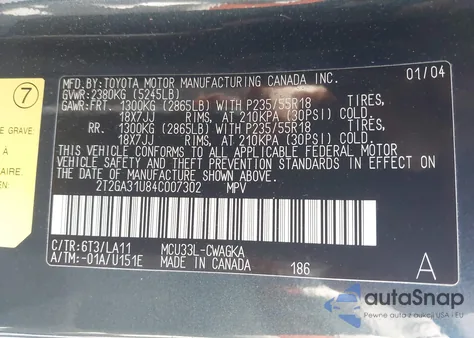 MFD.BY:TOYOTA MOTOR MANUFACTURING CANADA INC. 01/04
GVWR:2380KG (5245LB)
GAWR:FRT. 1300KG (2865LB) WITH P235/55R18 TIRES,
18X7JJ RIMS, AT 210KPA (30PSI) COLD
RR. 1300KG (2865LB) WITH P235/55R18 TIRES,
18X7JJ RIMS, AT 210KPA (30PSI) COLD.
THIS VEHICLE CONFORMS TO ALL APPLICABLE FEDERAL MOTOR
VEHICLE SAFETY AND THEFT PREVENTION STANDARDS IN EFFECT ON
THE DATE OF MANUFACTURE SHOWN ABOVE.
2T2GA31U84C007302 MPV
C/TR:6T3/LA11 MCU33L-CWAGKA
A/TM:-01A/U151E MADE IN CANADA 186 A
7
E GRAVE:
À
AIRE
autoSnap
Pewne auta z USA i EU